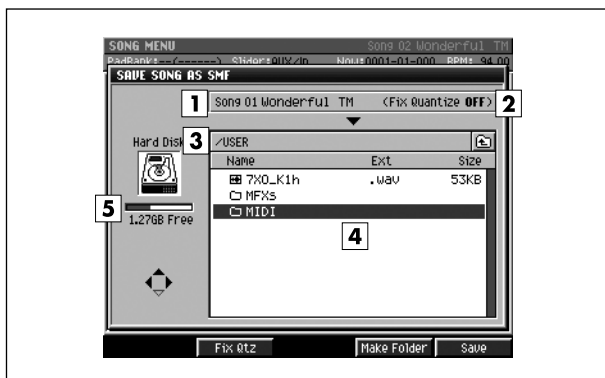 SONG MENU Song 02 Wonderful TM
PadBank:--(------) Slider:AUX/In Now:0001-01-000 BPM: 94.00
SAVE SONG AS SMF
1 Song 01 Wonderful TM (Fix Quantize OFF) 2
Hard Disk 3 /USER
Name Ext Size
7X0_K1h .wav 53KB
MFXs
MIDI
5 4
1.27GB Free
Fix Qtz Make Folder Save